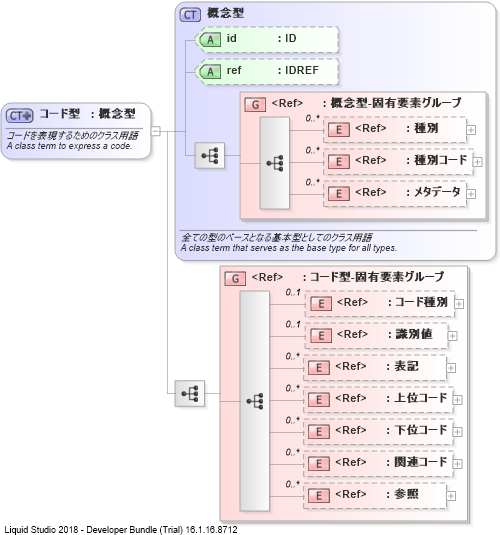 CT 概念型
A id : ID
A ref : IDREF
CT コード型 : 概念型
コードを表現するためのクラス用語
A class term to express a code.
G <Ref> : 概念型-固有要素グループ
0..*
E <Ref> : 種別
0..*
E <Ref> : 種別コード
0..*
E <Ref> : メタデータ
全ての型のベースとなる基本型としてのクラス用語
A class term that serves as the base type for all types.
G <Ref> : コード型-固有要素グループ
0..1
E <Ref> : コード種別
0..1
E <Ref> : 識別値
0..*
E <Ref> : 表記
0..*
E <Ref> : 上位コード
0..*
E <Ref> : 下位コード
0..*
E <Ref> : 関連コード
0..*
E <Ref> : 参照
Liquid Studio 2018 - Developer Bundle (Trial) 16.1.16.8712